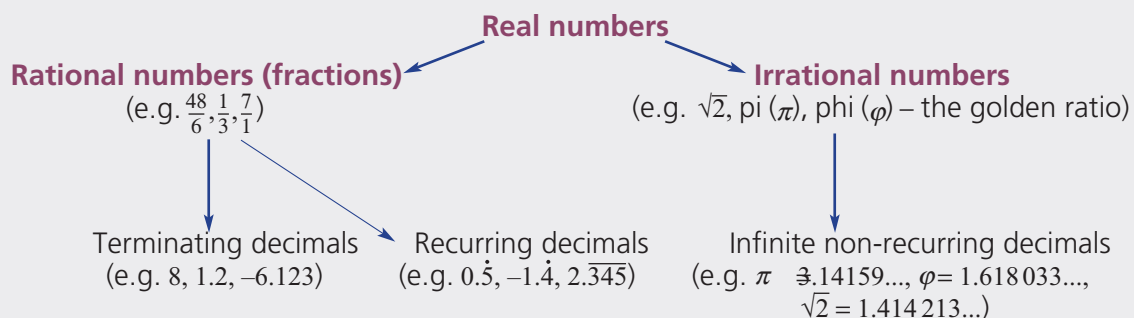 Real numbers
Rational numbers (fractions)
(e.g. 48/6, 1/3, 7/1)
Irrational numbers
(e.g. √2, pi (π), phi (φ) – the golden ratio)
Terminating decimals
(e.g. 8, 1.2, –6.123)
Recurring decimals
(e.g. 0.5̇, –1.4̇, 2.3̅4̅5̅)
Infinite non-recurring decimals
(e.g. π = 3.14159..., φ = 1.618 033...,
√2 = 1.414 213...)